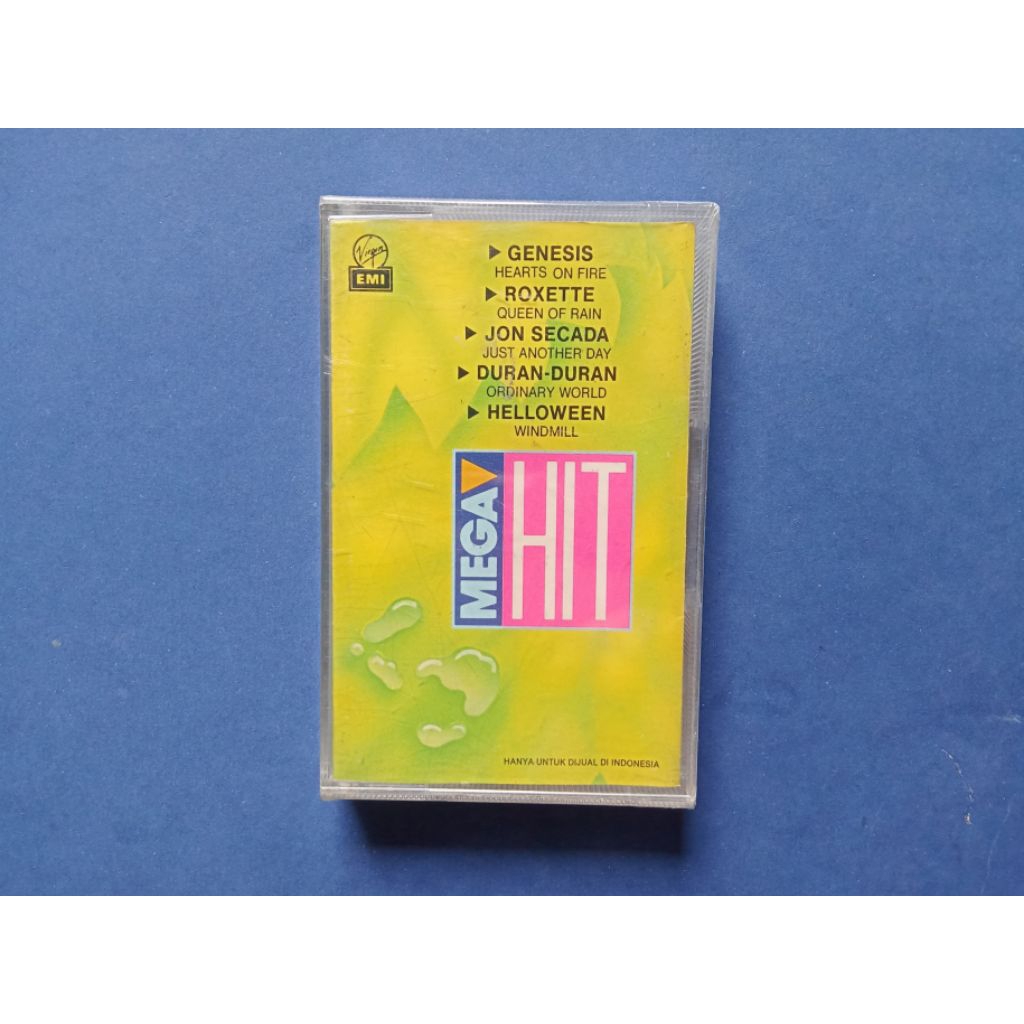 Virgin
EMI
▶ GENESIS
HEARTS ON FIRE
▶ ROXETTE
QUEEN OF RAIN
▶ JON SECADA
JUST ANOTHER DAY
▶ DURAN-DURAN
ORDINARY WORLD
▶ HELLOWEEN
WINDMILL
MEGA
HIT
HANYA UNTUK DIJUAL DI INDONESIA